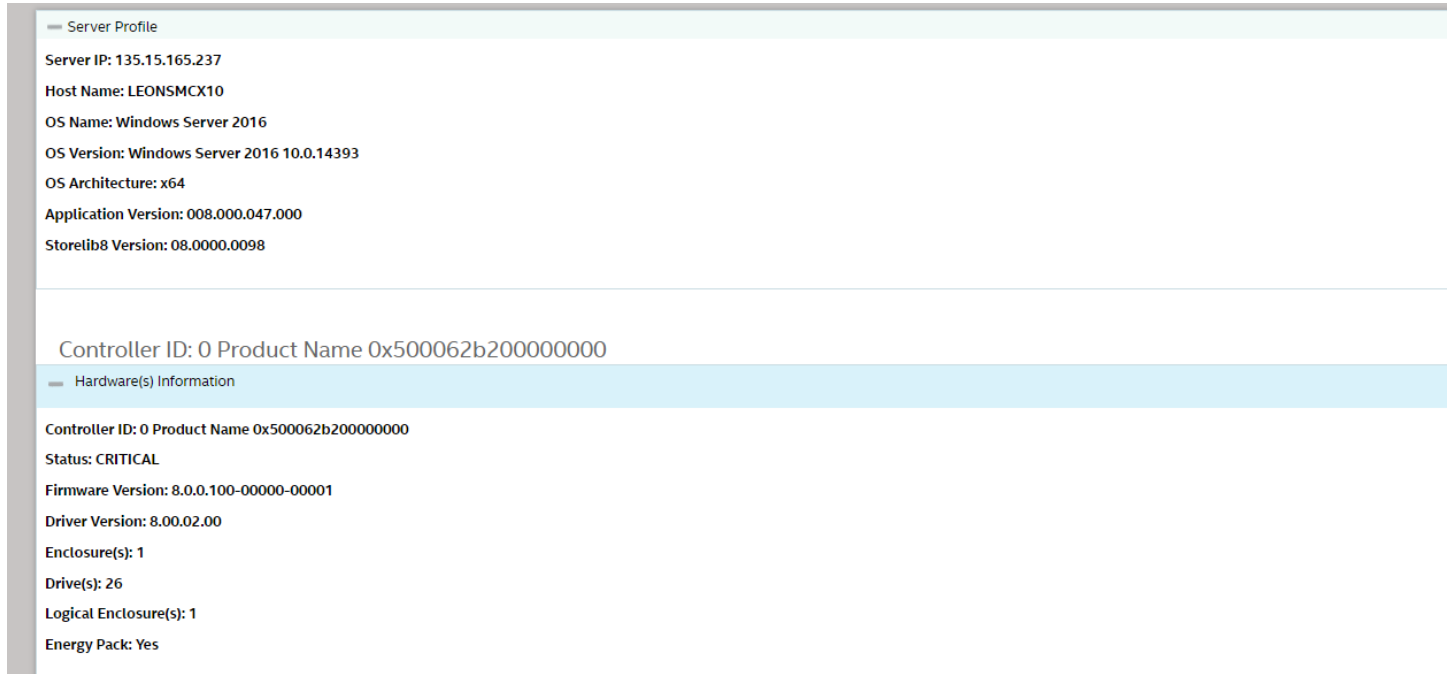 Server Profile
Server IP: 135.15.165.237
Host Name: LEONSMCX10
OS Name: Windows Server 2016
OS Version: Windows Server 2016 10.0.14393
OS Architecture: x64
Application Version: 008.000.047.000
Storelib8 Version: 08.0000.0098
Controller ID: 0 Product Name 0x500062b200000000
Hardware(s) Information
Controller ID: 0 Product Name 0x500062b200000000
Status: CRITICAL
Firmware Version: 8.0.0.100-00000-00001
Driver Version: 8.00.02.00
Enclosure(s): 1
Drive(s): 26
Logical Enclosure(s): 1
Energy Pack: Yes